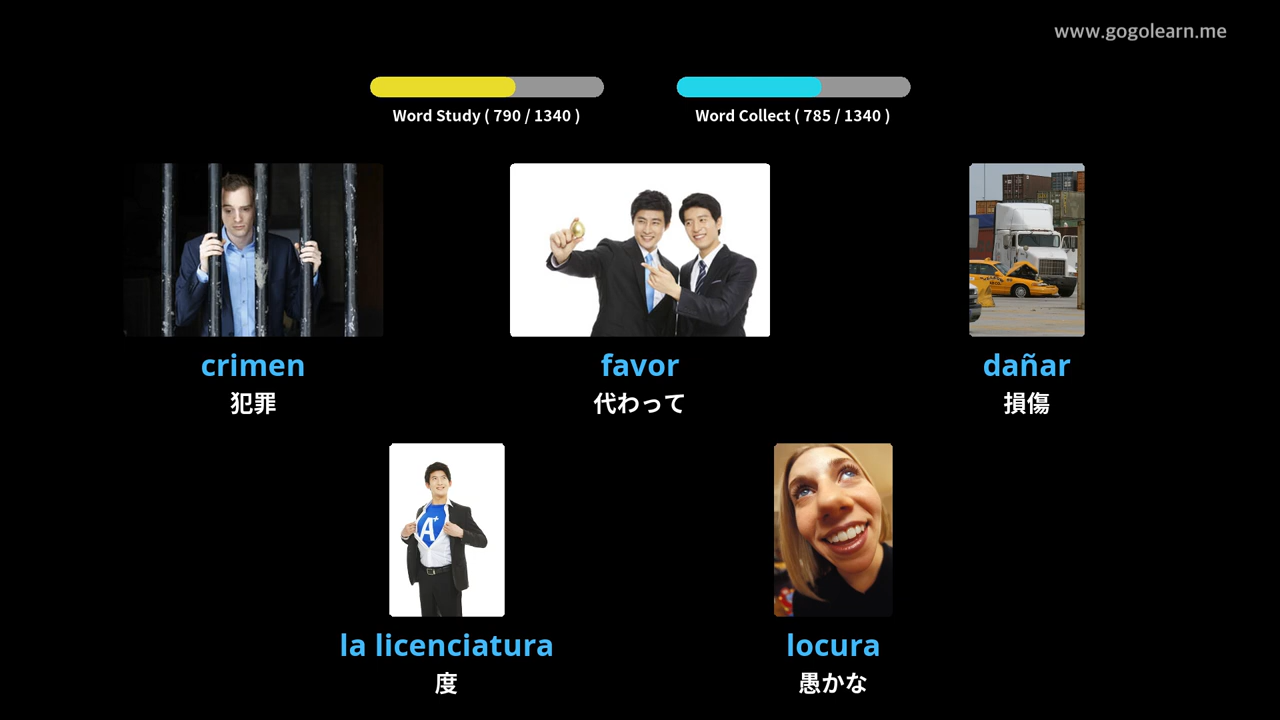 www.gogolearn.me
Word Study ( 790 / 1340 )
Word Collect ( 785 / 1340 )
crimen
犯罪
favor
代わって
dañar
損傷
A+
la licenciatura
度
locura
愚かな